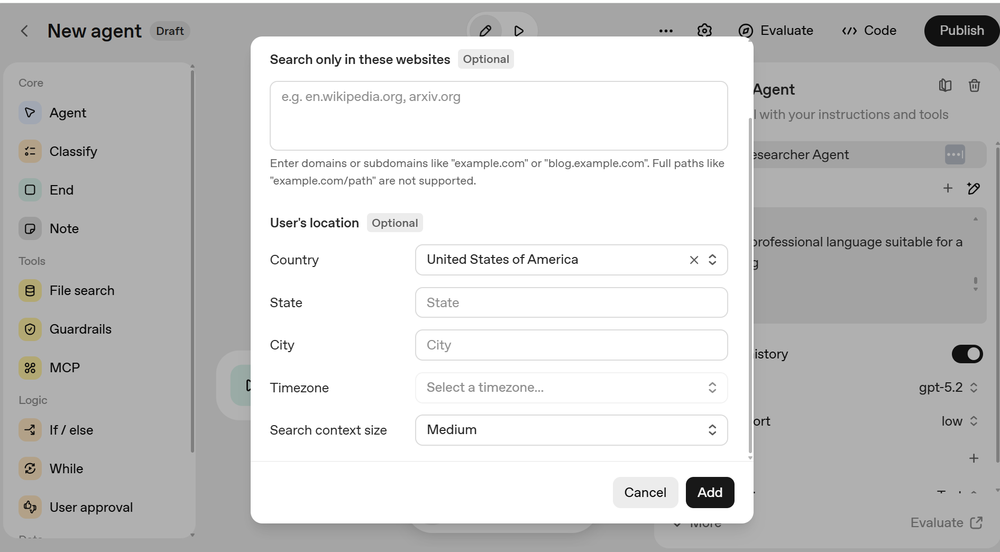 New agent
Draft
Evaluate
Code
Publish
Core
Agent
Classify
End
Note
Tools
File search
Guardrails
MCP
Logic
If / else
While
User approval
Search only in these websites
Optional
e.g. en.wikipedia.org, arxiv.org
Enter domains or subdomains like "example.com" or "blog.example.com". Full paths like
"example.com/path" are not supported.
User's location
Optional
Country
United States of America
State
State
City
City
Timezone
Select a timezone...
Search context size
Medium
Cancel
Add
Agent
with your instructions and tools
esearcher Agent
professional language suitable for a
istory
gpt-5.2
ort
low
More
Evaluate